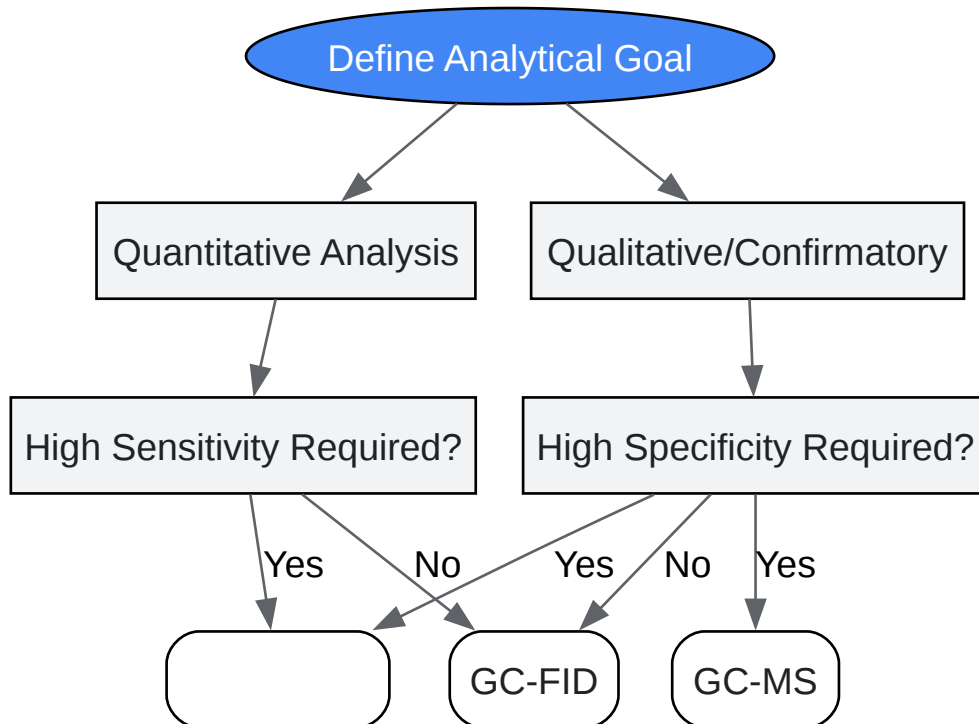 Define Analytical Goal
Quantitative Analysis
Qualitative/Confirmatory
High Sensitivity Required?
High Specificity Required?
Yes
No
Yes
No
Yes
GC-FID
GC-MS